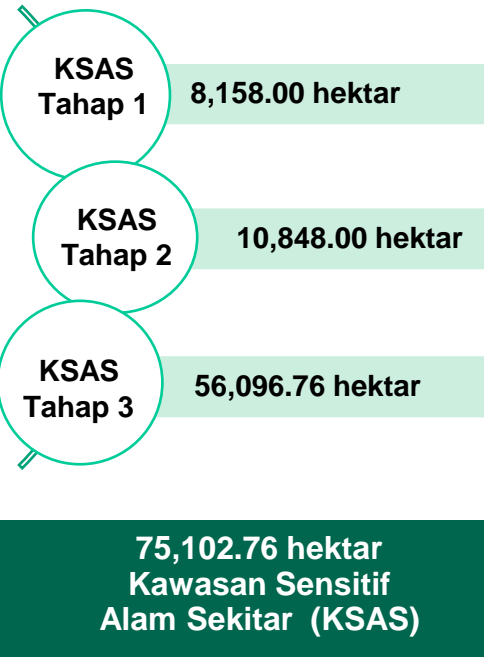 KSAS
Tahap 1
8,158.00 hektar
KSAS
Tahap 2
10,848.00 hektar
KSAS
Tahap 3
56,096.76 hektar
75,102.76 hektar
Kawasan Sensitif
Alam Sekitar (KSAS)